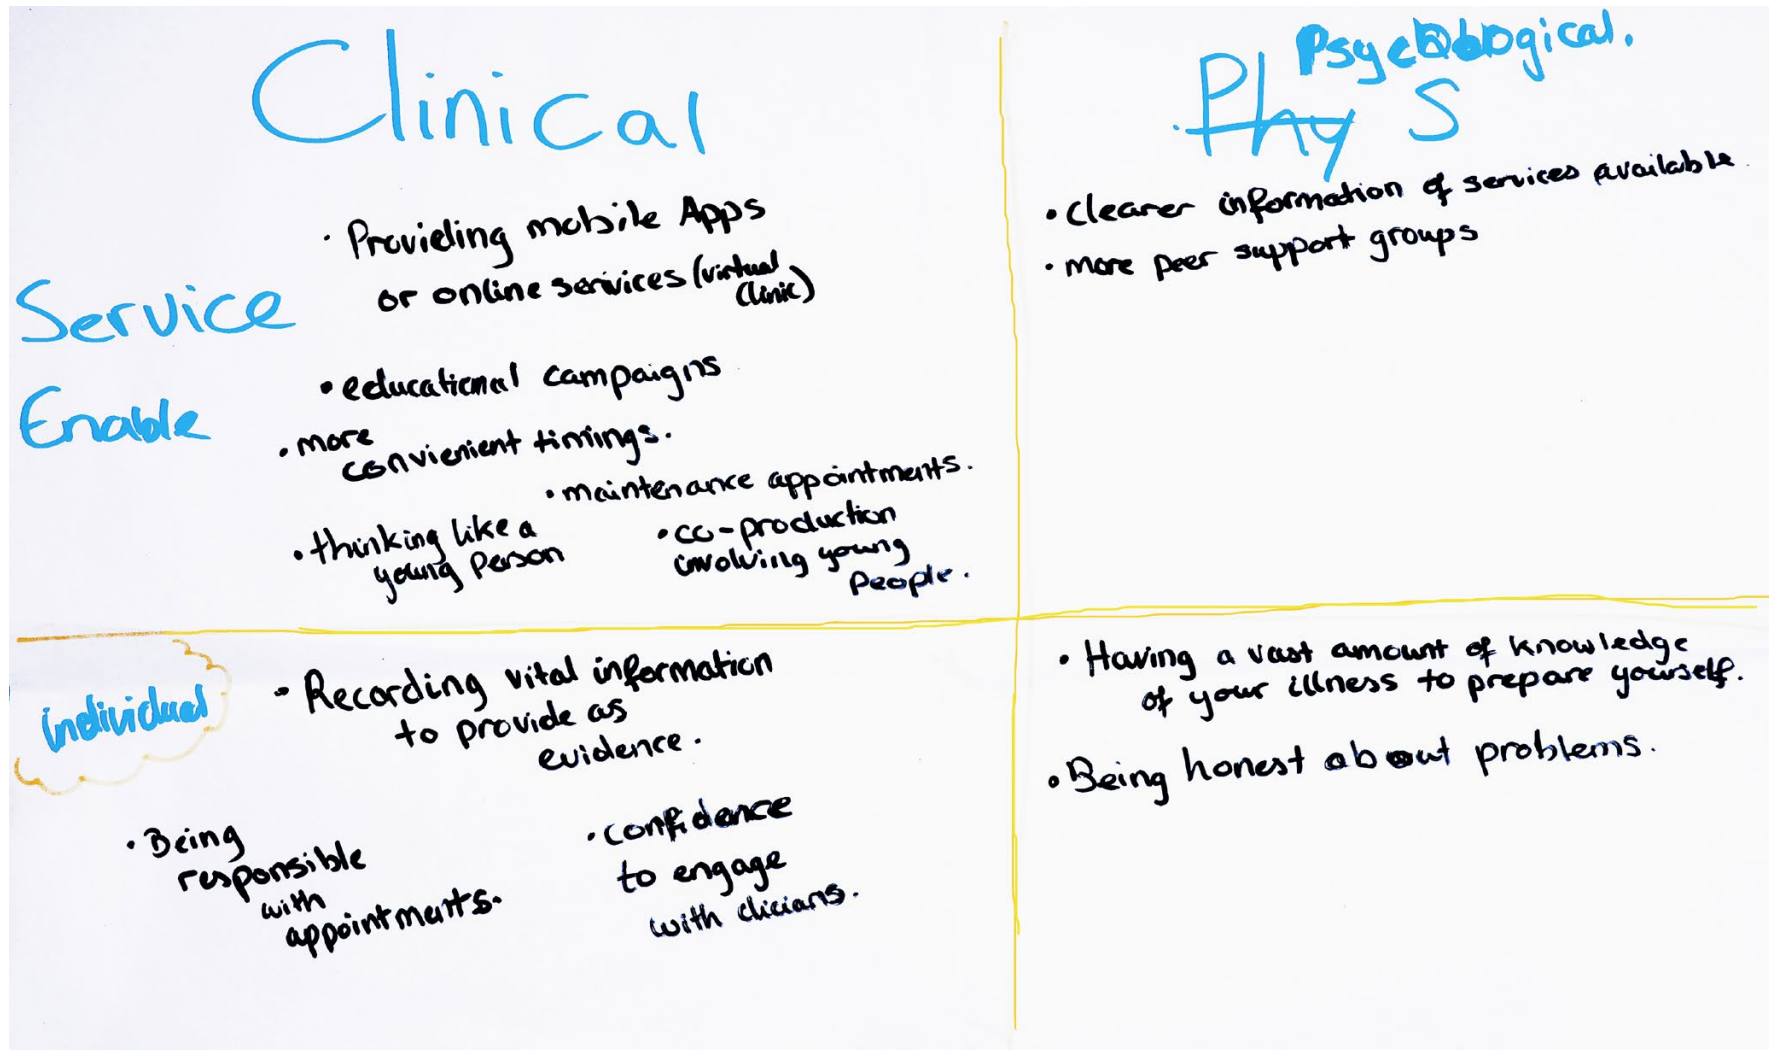 Clinical
Psychological.
Phy S
Service
Enable
· Providing mobile Apps
or online services (virtual
Clinic)
• educational campaigns
• more
convienient timings.
• maintenance appointments.
• thinking like a
young Person
• co-production
involving young
People.
• clearer information of services available
• more peer support groups
individual
- Recording vital information
to provide as
evidence.
• Being
responsible
with
appointments.
• confidence
to engage
with clicians.
• Having a vast amount of knowledge
of your illness to prepare yourself.
• Being honest about problems.